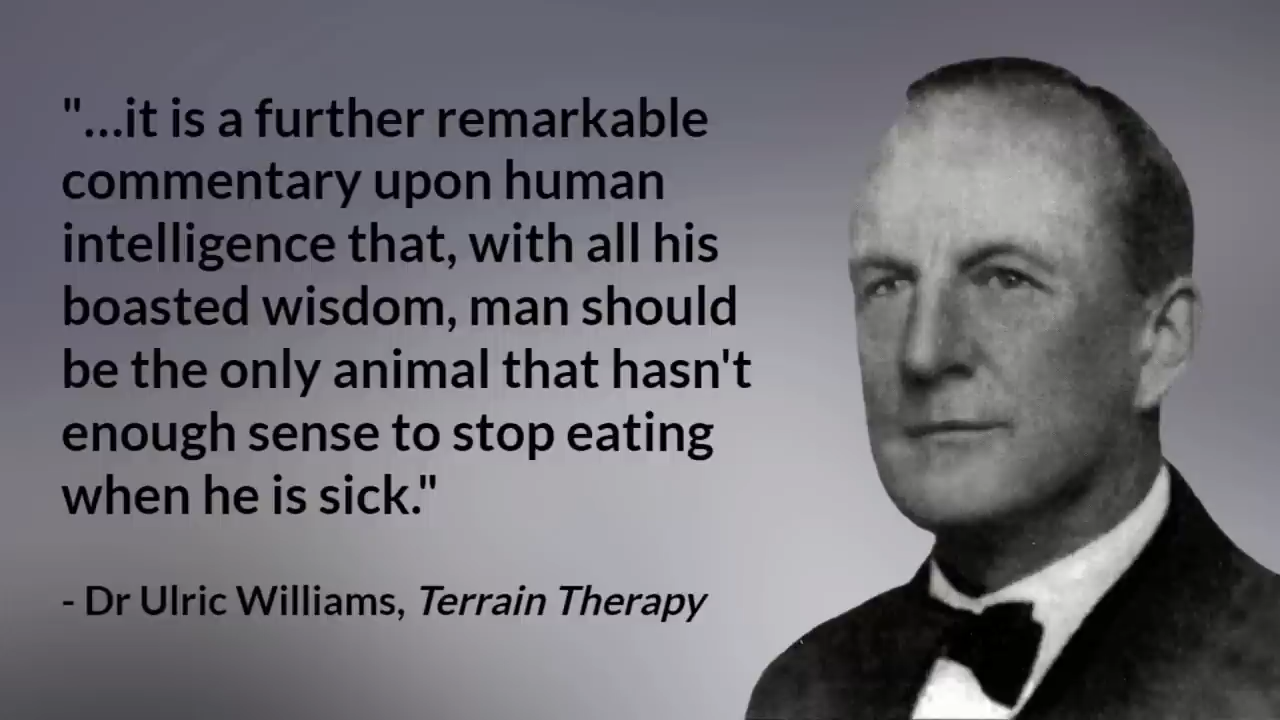 "...it is a further remarkable
commentary upon human
intelligence that, with all his
boasted wisdom, man should
be the only animal that hasn't
enough sense to stop eating
when he is sick."
- Dr Ulric Williams, Terrain Therapy